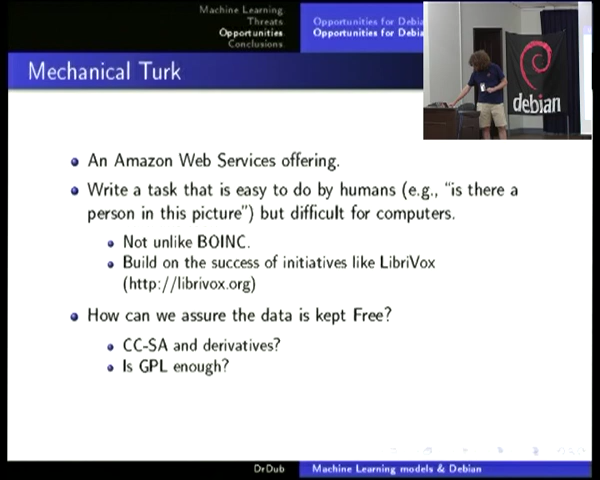 Machine Learning
Threats
Opportunities
Conclusions
Opportunities for Debia
Opportunities for Debia
Mechanical Turk
debian
An Amazon Web Services offering.
Write a task that is easy to do by humans (e.g., "is there a
person in this picture") but difficult for computers.
Not unlike BOINC.
Build on the success of initiatives like LibriVox
(http://librivox.org)
How can we assure the data is kept Free?
CC-SA and derivatives?
Is GPL enough?
DrDub
Machine Learning models & Debian